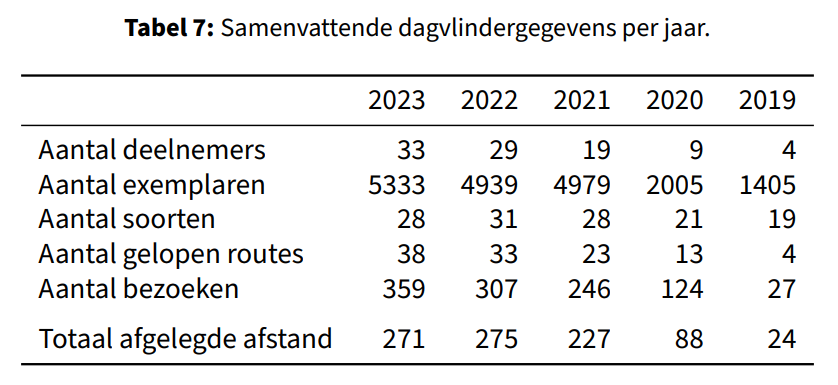 Tabel 7: Samenvattende dagvlindergegevens per jaar.
2023 2022 2021 2020 2019
Aantal deelnemers 33 29 19 9 4
Aantal exemplaren 5333 4939 4979 2005 1405
Aantal soorten 28 31 28 21 19
Aantal gelopen routes 38 33 23 13 4
Aantal bezoeken 359 307 246 124 27
Totaal afgelegde afstand 271 275 227 88 24